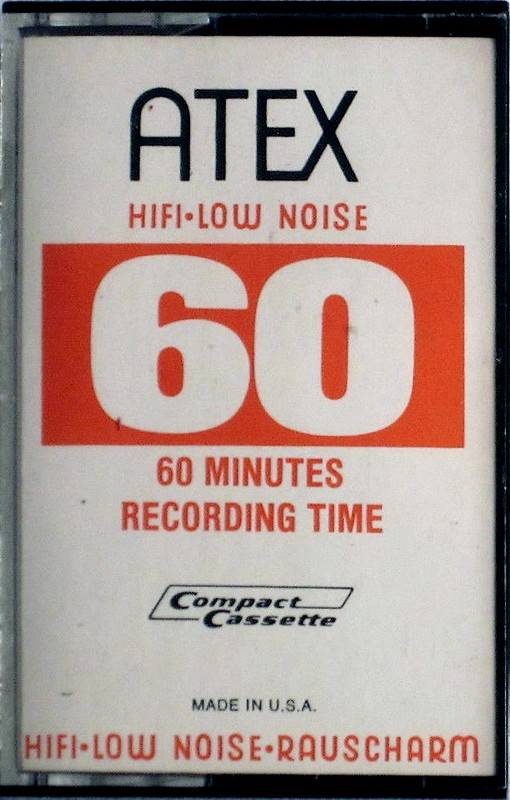 ATEX
HIFI•LOW NOISE
60
60 MINUTES
RECORDING TIME
Compact
Cassette
MADE IN U.S.A.
HIFI•LOW NOISE•RAUSCHARM